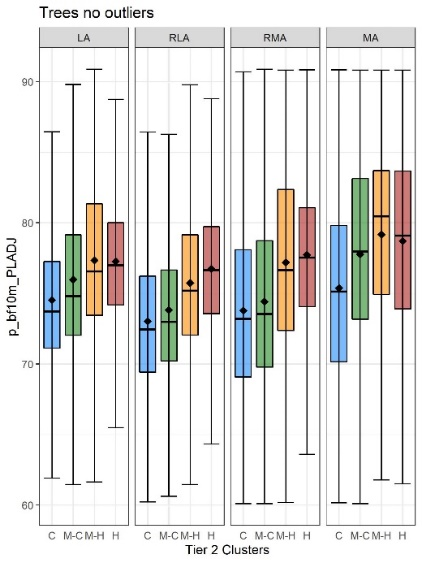 Trees no outliers
LA RLA RMA MA
p_bf10m_PLADJ
90
80
70
60
C M-C M-H H C M-C M-H H C M-C M-H H C M-C M-H H
Tier 2 Clusters